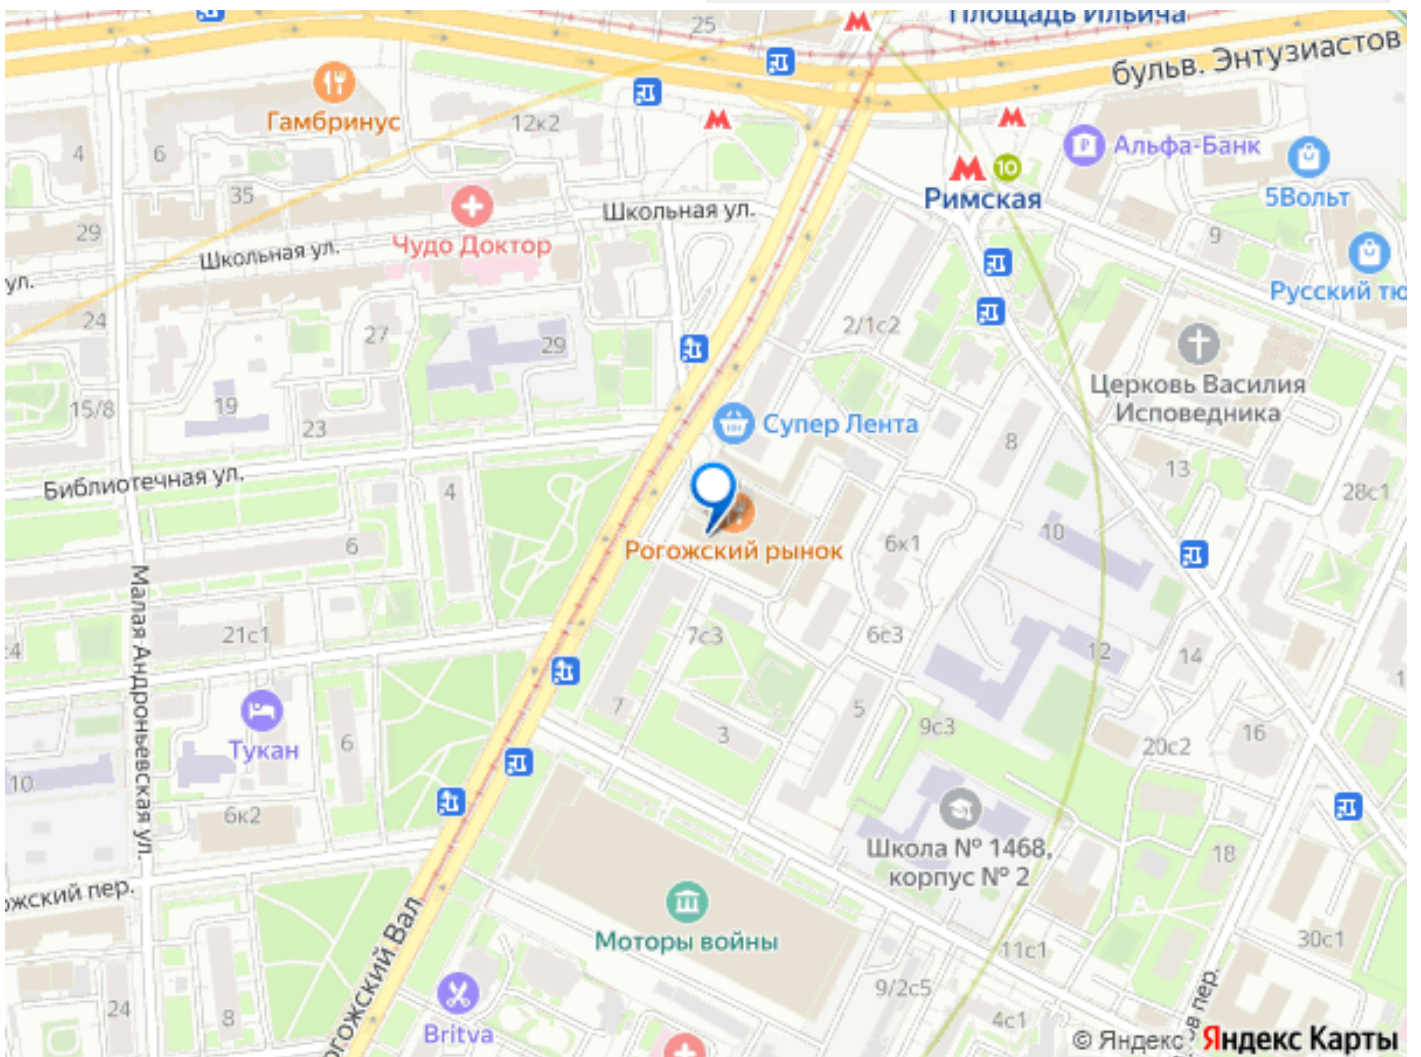 25
Площадь Ильича
бульв. Энтузиастов
Гамбринус
12к2
4
6
Альфа-Банк
5Вольт
10
Римская
35
Школьная ул.
Чудо Доктор
Школьная ул.
29
9
ул.
Русский тю
24
27
29
2/1с2
Церковь Василия
Исповедника
15/8
19
23
Супер Лента
8
13
Библиотечная ул.
4
28с1
6
Рогожский рынок
6к1
10
Малая Андроньевская ул.
21с1
7с3
6е3
12
14
7
5
Тукан
6
3
9с3
20с2
16
10
6к2
Школа № 1468,
корпус № 2
18
жский пер.
Моторы войны
11с1
30с1
огожский Вал
9/2с5
24
8
Britva
4с1
в пер.
© Яндекс Яндекс Карты